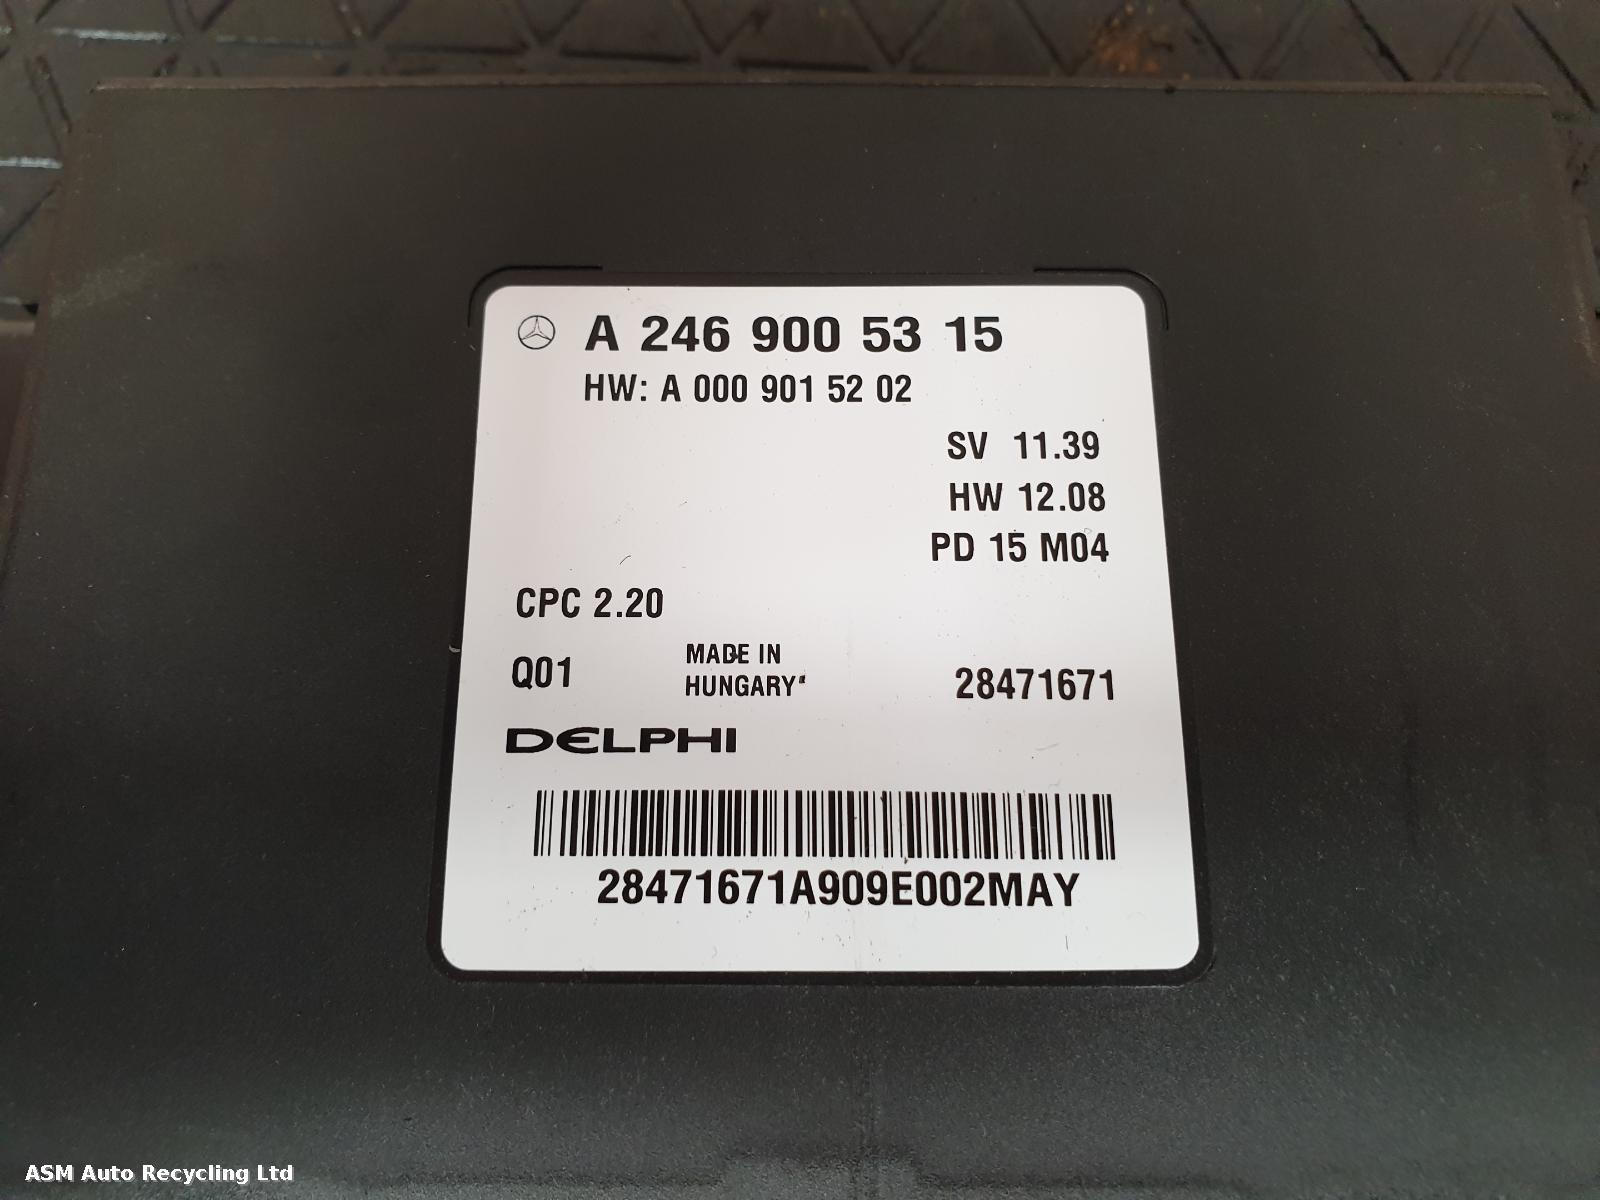 A 246 900 53 15
HW: A 000 901 52 02
SV 11.39
HW 12.08
PD 15 M04
CPC 2.20
Q01
MADE IN
HUNGARY
28471671
DELPHI
28471671A909E002MAY
ASM Auto Recycling Ltd